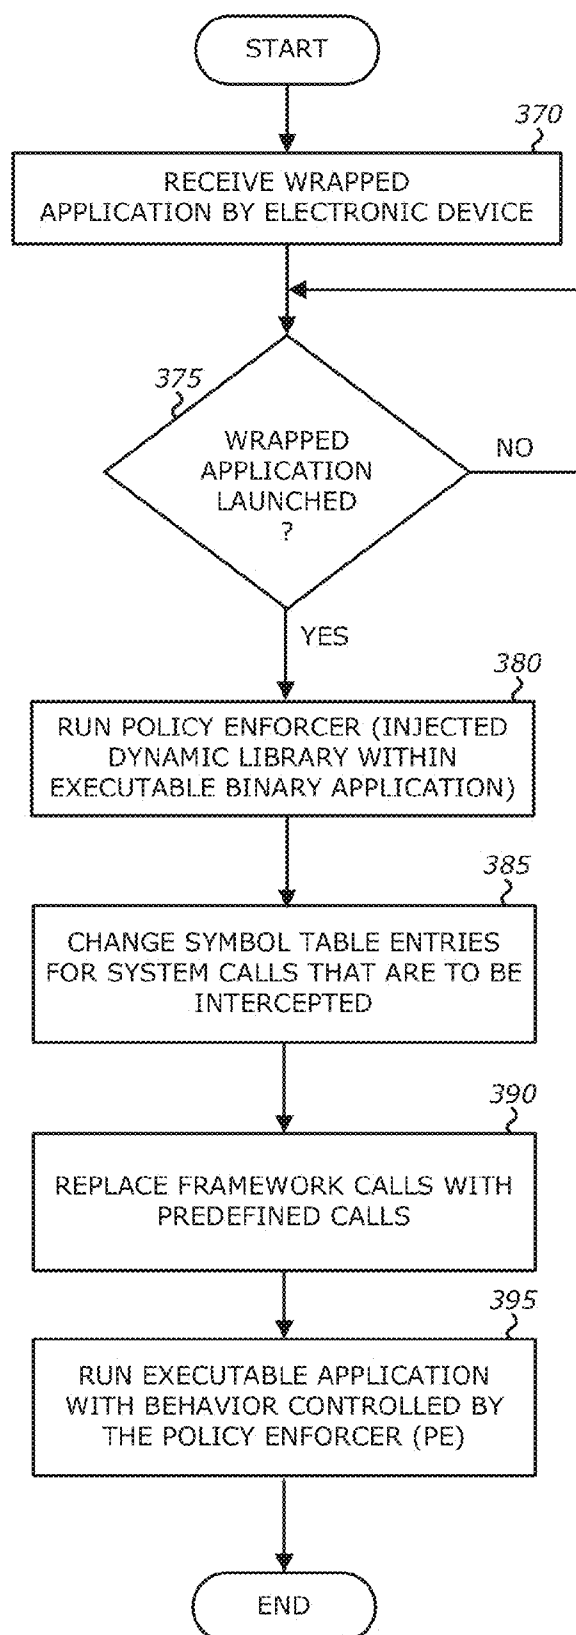 START
370
RECEIVE WRAPPED
APPLICATION BY ELECTRONIC DEVICE
375
WRAPPED
APPLICATION
LAUNCHED
?
NO
YES
380
RUN POLICY ENFORCER (INJECTED
DYNAMIC LIBRARY WITHIN
EXECUTABLE BINARY APPLICATION)
385
CHANGE SYMBOL TABLE ENTRIES
FOR SYSTEM CALLS THAT ARE TO BE
INTERCEPTED
390
REPLACE FRAMEWORK CALLS WITH
PREDEFINED CALLS
395
RUN EXECUTABLE APPLICATION
WITH BEHAVIOR CONTROLLED BY
THE POLICY ENFORCER (PE)
END